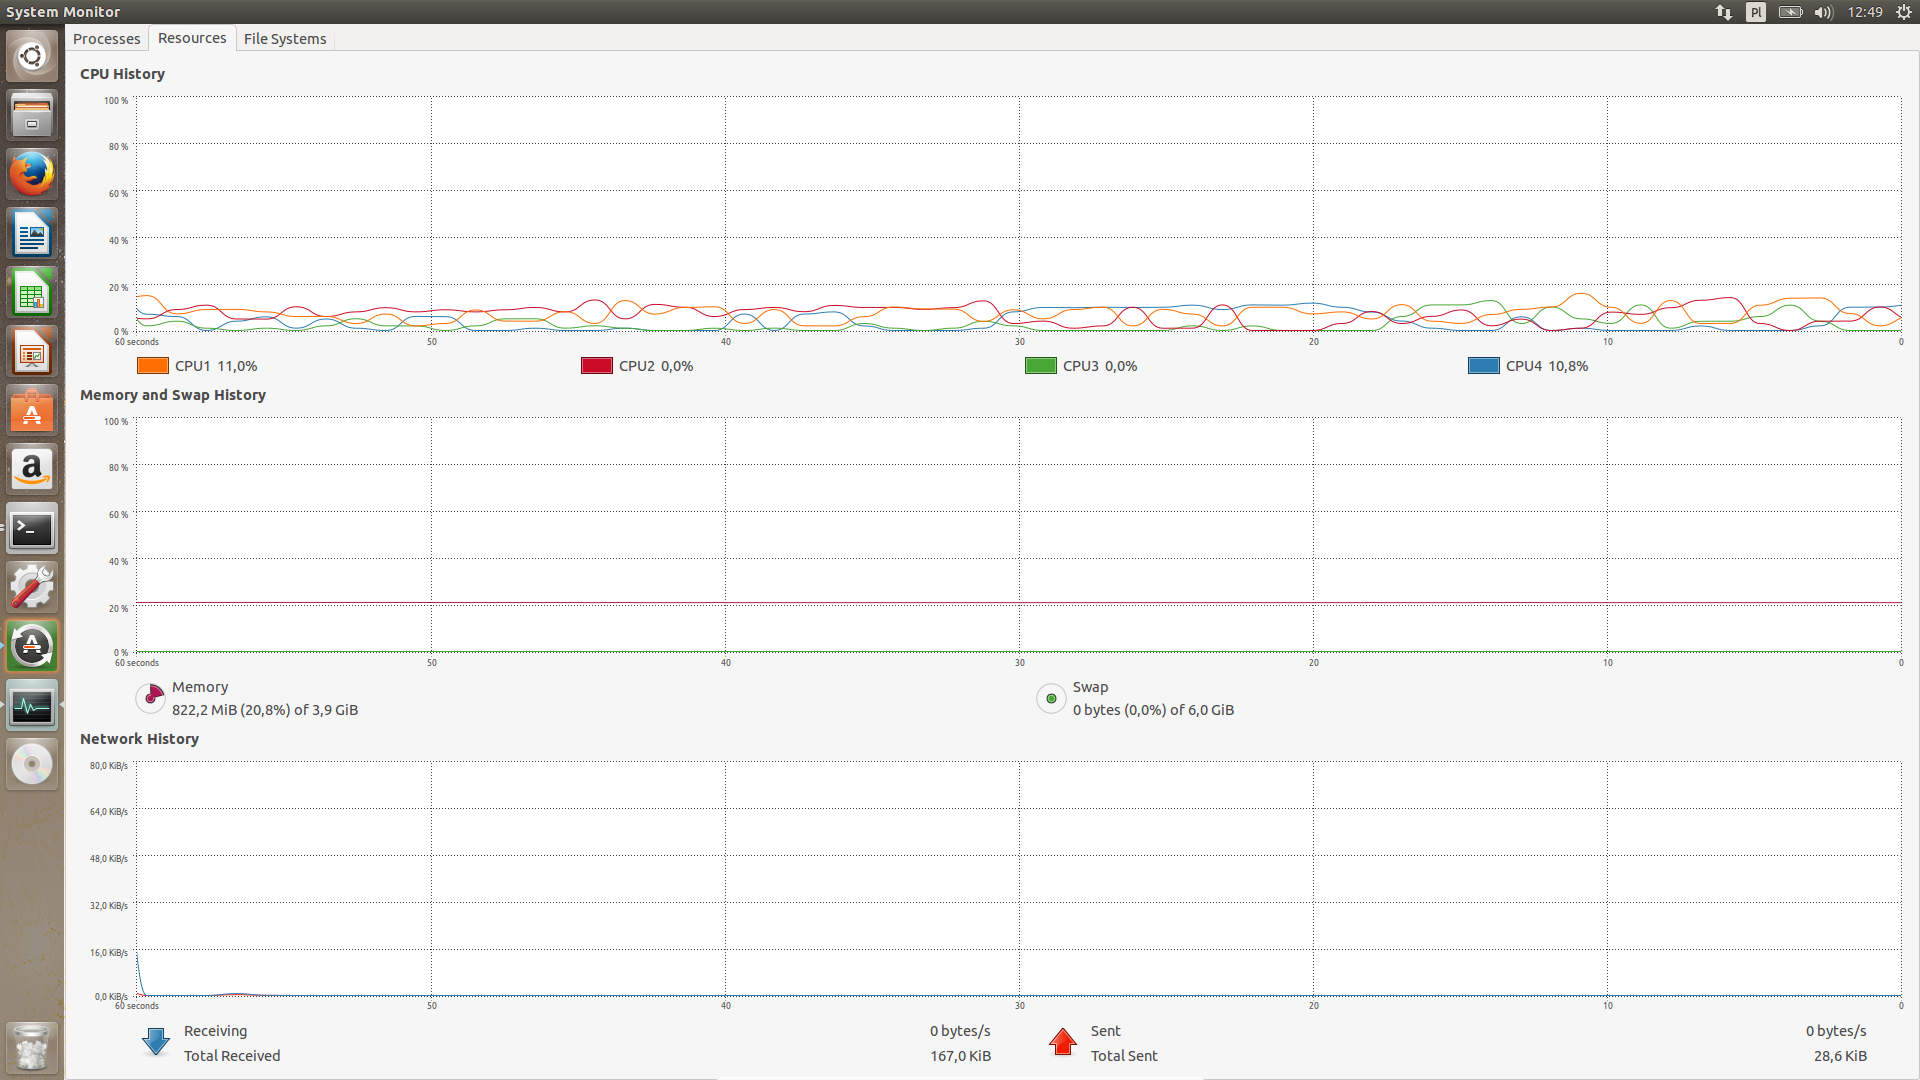 System Monitor
Pl
12:49
Processes Resources File Systems
CPU History
100 %
80 %
60 %
40 %
20 %
0 %
60 seconds 50 40 30 20 10 0
CPU1 11,0% CPU2 0,0% CPU3 0,0% CPU4 10,8%
Memory and Swap History
100 %
80 %
60 %
40 %
20 %
0 %
60 seconds 50 40 30 20 10 0
Memory
822,2 MiB (20,8%) of 3,9 GiB
Swap
0 bytes (0,0%) of 6,0 GiB
Network History
80,0 KiB/s
64,0 KiB/s
48,0 KiB/s
32,0 KiB/s
16,0 KiB/s
0,0 KiB/s
60 seconds 50 40 30 20 10 0
Receiving 0 bytes/s
Total Received 167,0 KiB
Sent 0 bytes/s
Total Sent 28,6 KiB